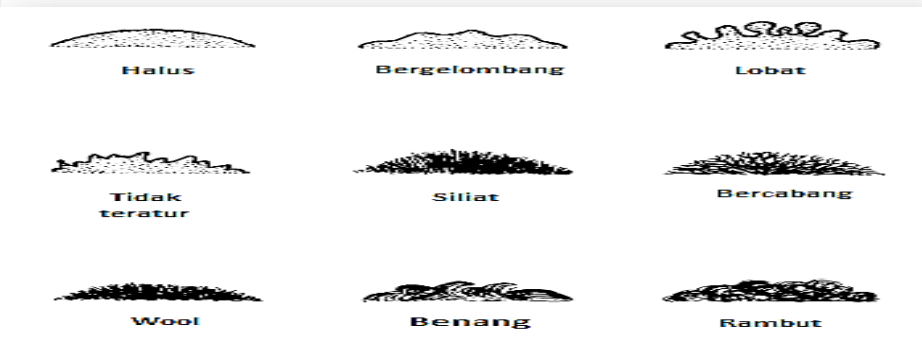 Halus
Bergelombang
Lobat
Tidak
teratur
Siliat
Bercabang
Wool
Benang
Rambut